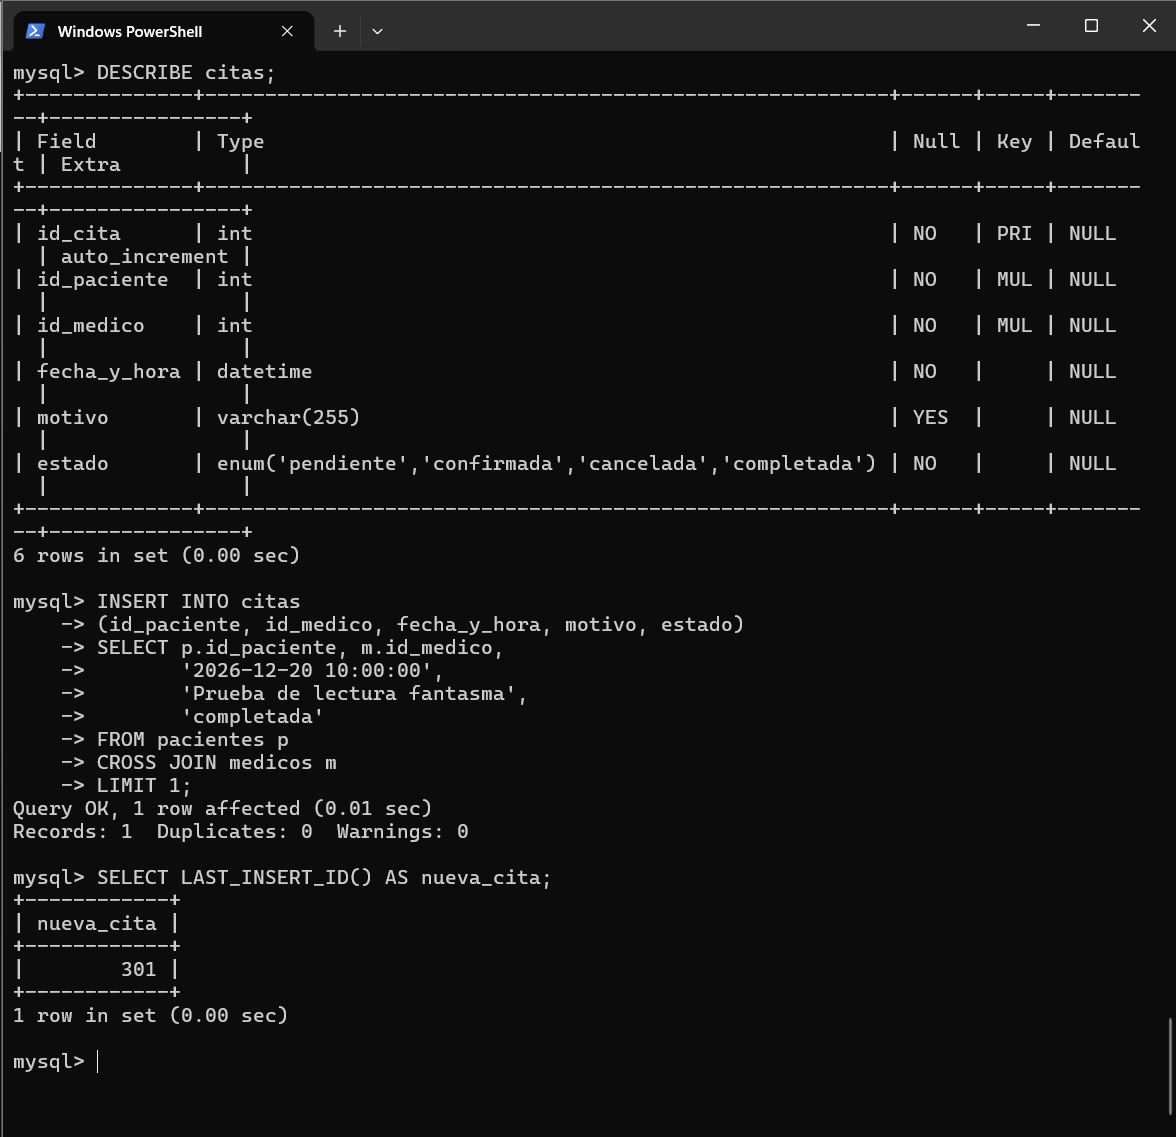 Windows PowerShell
mysql> DESCRIBE citas;
+--------------+---------------------------------------------------------+------+-----+-------
--+----------------+
| Field        | Type                                                    | Null | Key | Defaul
t | Extra          |
+--------------+---------------------------------------------------------+------+-----+-------
--+----------------+
| id_cita      | int                                                     | NO   | PRI | NULL
  | auto_increment |
| id_paciente  | int                                                     | NO   | MUL | NULL
  |                |
| id_medico    | int                                                     | NO   | MUL | NULL
  |                |
| fecha_y_hora | datetime                                                | NO   |     | NULL
  |                |
| motivo       | varchar(255)                                            | YES  |     | NULL
  |                |
| estado       | enum('pendiente','confirmada','cancelada','completada') | NO   |     | NULL
  |                |
+--------------+---------------------------------------------------------+------+-----+-------
--+----------------+
6 rows in set (0.00 sec)

mysql> INSERT INTO citas
    -> (id_paciente, id_medico, fecha_y_hora, motivo, estado)
    -> SELECT p.id_paciente, m.id_medico,
    ->        '2026-12-20 10:00:00',
    ->        'Prueba de lectura fantasma',
    ->        'completada'
    -> FROM pacientes p
    -> CROSS JOIN medicos m
    -> LIMIT 1;
Query OK, 1 row affected (0.01 sec)
Records: 1  Duplicates: 0  Warnings: 0

mysql> SELECT LAST_INSERT_ID() AS nueva_cita;
+------------+
| nueva_cita |
+------------+
|        301 |
+------------+
1 row in set (0.00 sec)

mysql>